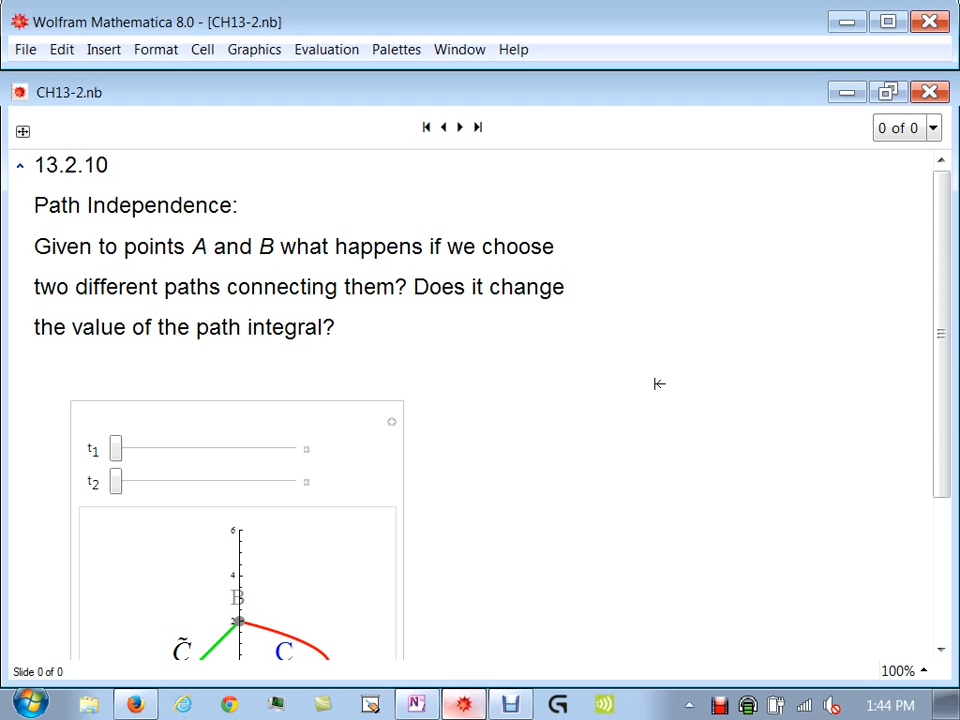 Wolfram Mathematica 8.0 - [CH13-2.nb]
File Edit Insert Format Cell Graphics Evaluation Palettes Window Help
CH13-2.nb
0 of 0
13.2.10
Path Independence:
Given to points A and B what happens if we choose
two different paths connecting them? Does it change
the value of the path integral?
t1
t2
6
4
B
2
C̃ C
Slide 0 of 0
100%
1:44 PM